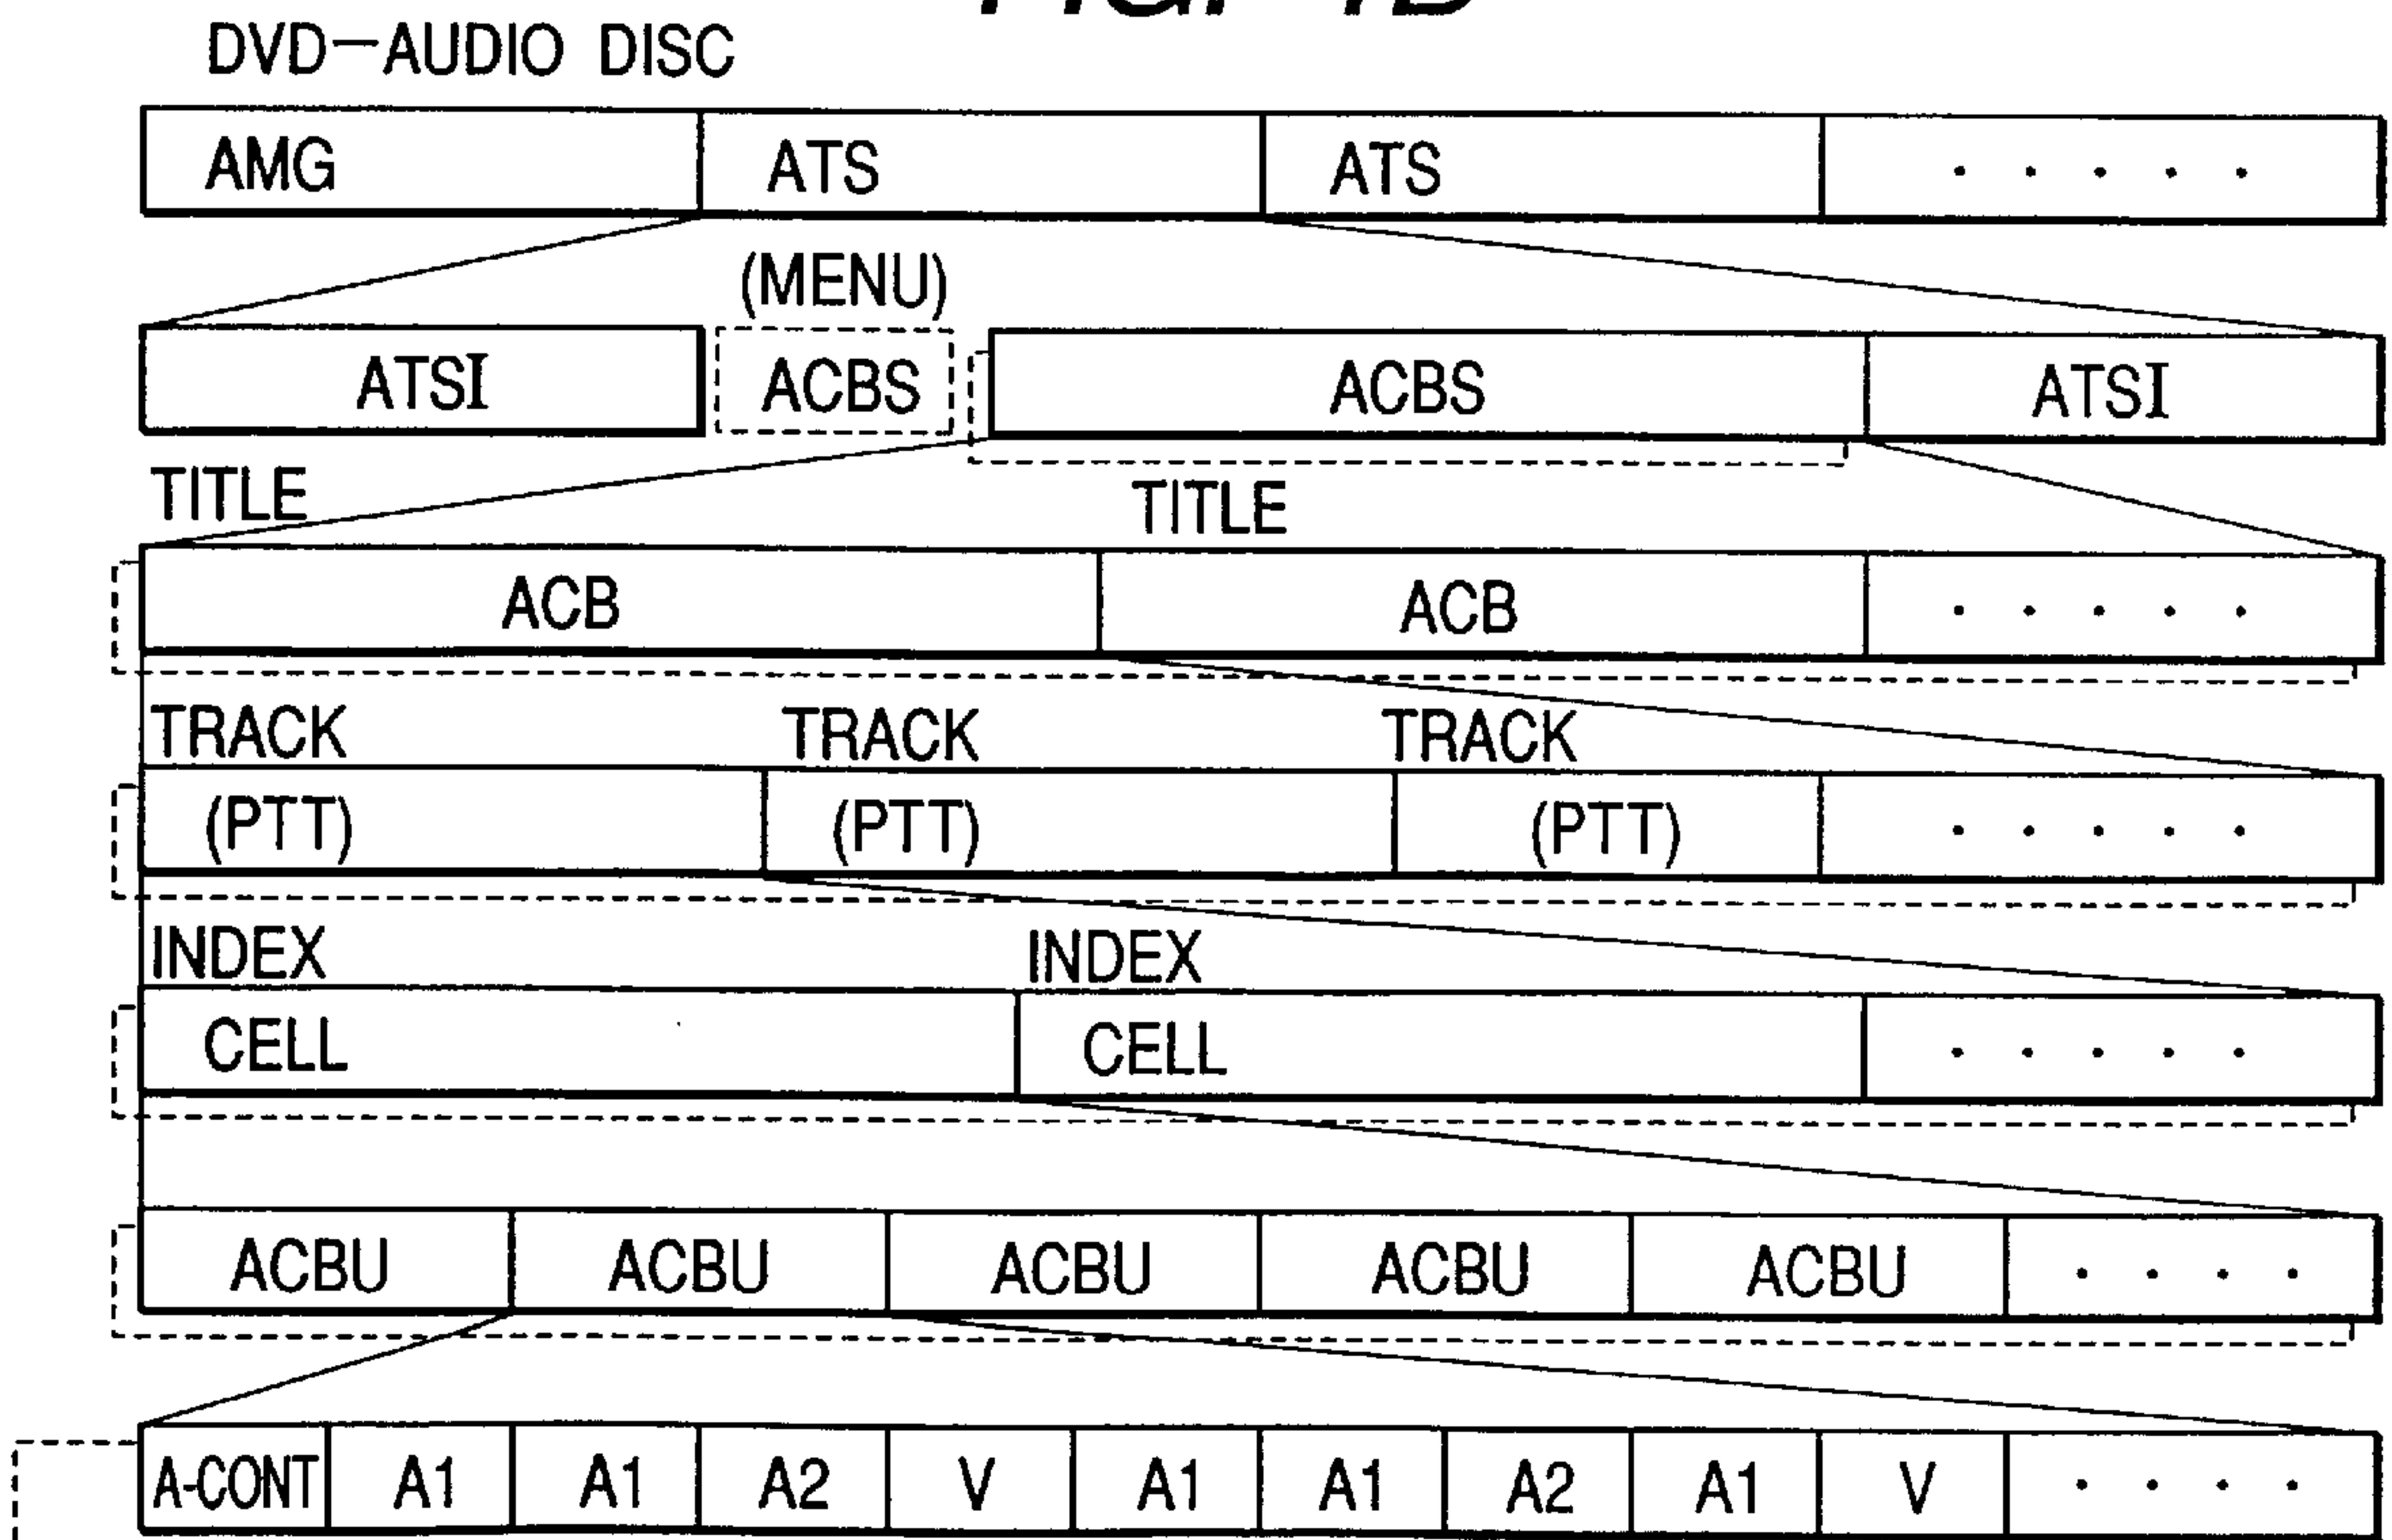 DVD-AUDIO DISC
AMG ATS ATS . . . . .
(MENU)
ATSI ACBS ACBS ATSI
TITLE TITLE
ACB ACB . . . . .
TRACK TRACK TRACK
(PTT) (PTT) (PTT) . . . . .
INDEX INDEX
CELL CELL . . . . .
ACBU ACBU ACBU ACBU ACBU . . . .
A-CONT A1 A1 A2 V A1 A1 A2 A1 V . . . .